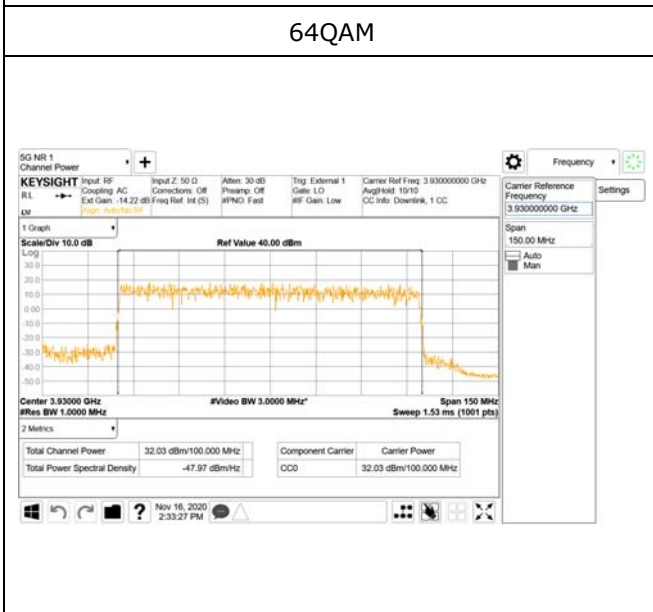 64QAM
5G NR 1
Channel Power
Frequency
KEYSIGHT
RL
Input: RF
Coupling: AC
Ext Gain: -14.22 dB
Align: Auto/No RF
Input Z: 50 Ω
Corrections: Off
Freq Ref: Int (S)
Atten: 30 dB
Preamp: Off
#PNO: Fast
Trig: External 1
Gate: LO
#IF Gain: Low
Carrier Ref Freq: 3.930000000 GHz
Avg|Hold: 10/10
CC Info: Downlink, 1 CC
Carrier Reference
Frequency
3.930000000 GHz
Settings
Span
150.00 MHz
Auto
Man
1 Graph
Scale/Div 10.0 dB
Ref Value 40.00 dBm
Log
30.0
20.0
10.0
0.00
-10.0
-20.0
-30.0
-40.0
-50.0
Center 3.93000 GHz
#Video BW 3.0000 MHz*
Span 150 MHz
#Res BW 1.0000 MHz
Sweep 1.53 ms (1001 pts)
2 Metrics
Total Channel Power 32.03 dBm/100.000 MHz
Total Power Spectral Density -47.97 dBm/Hz
Component Carrier Carrier Power
CC0 32.03 dBm/100.000 MHz
Nov 16, 2020
2:33:27 PM